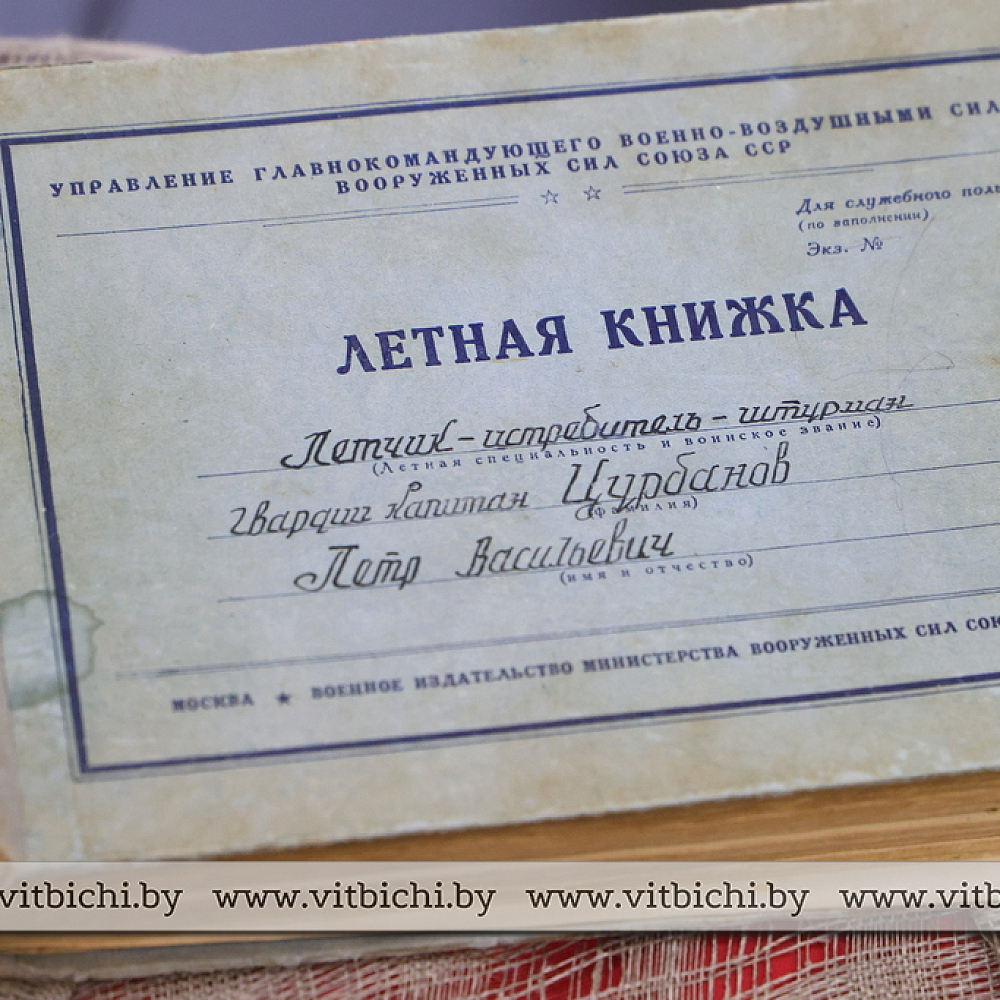 УПРАВЛЕНИЕ ГЛАВНОКОМАНДУЮЩЕГО ВОЕННО-ВОЗДУШНЫМИ СИЛ
ВООРУЖЕННЫХ СИЛ СОЮЗА ССР
Для служебного поль
(по заполнении)
Экз. №
ЛЕТНАЯ КНИЖКА
Летчик-истребитель-штурман
(Летная специальность и воинское звание)
гвардии капитан Цурбанов
(фамилия)
Петр Васильевич
(имя и отчество)
МОСКВА ★ ВОЕННОЕ ИЗДАТЕЛЬСТВО МИНИСТЕРСТВА ВООРУЖЕННЫХ СИЛ СОЮ
vitbichi.by www.vitbichi.by www.vitbichi.by www.vitb